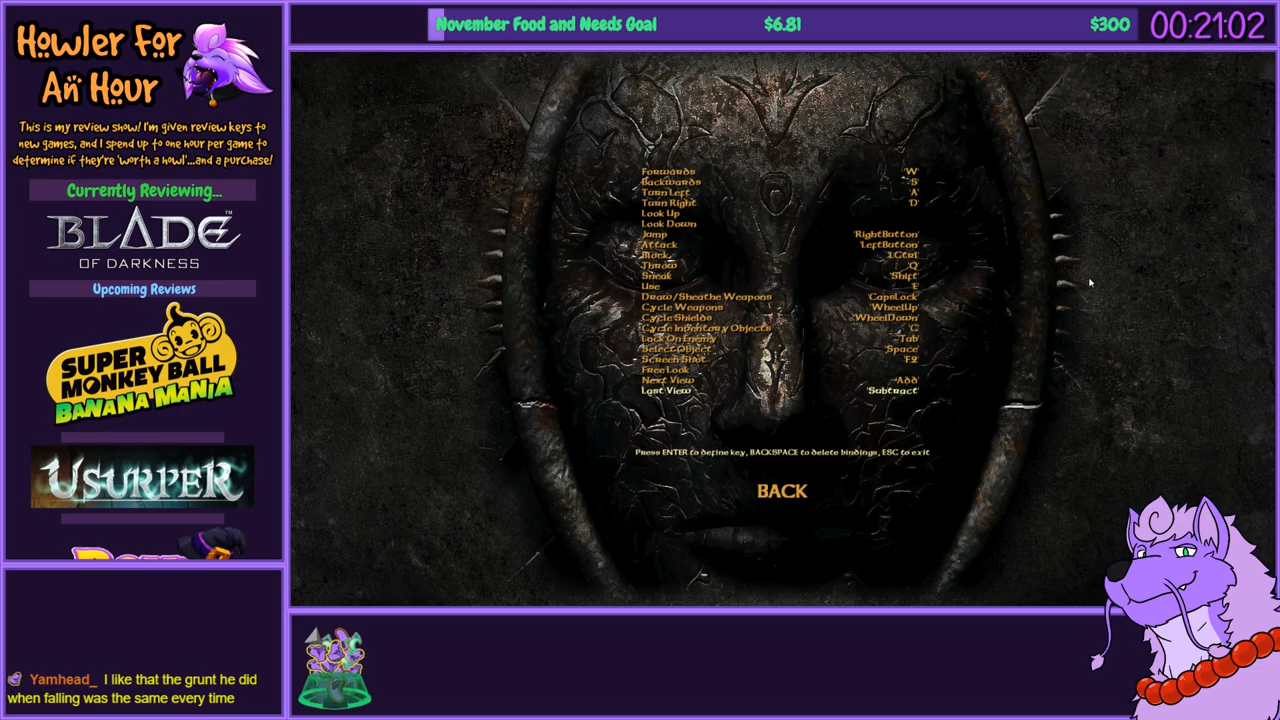 Howler For
An Hour
This is my review show! I'm given review keys to
new games, and I spend up to one hour per game to
determine if they're 'worth a howl'...and a purchase!
Currently Reviewing...
BLADE™
OF DARKNESS
Upcoming Reviews
SUPER
MONKEY BALL
BANANA MANIA
USURPER
Yamhead_ I like that the grunt he did
when falling was the same every time
November Food and Needs Goal $6.81 $300 00:21:02
Forwards 'W'
Backwards 'S'
Turn Left 'A'
Turn Right 'D'
Look Up
Look Down
Jump 'RightButton'
Attack 'LeftButton'
Block 'LCtrl'
Throw 'Q'
Sneak 'Shift'
Use 'E'
Draw/Sheathe Weapons 'CapsLock'
Cycle Weapons 'WheelUp'
Cycle Shields 'WheelDown'
Cycle Inventory Objects 'C'
Lock On Enemy 'Tab'
Select Object 'Space'
Screen Shot 'F2'
Free Look
Next View 'Add'
Last View 'Subtract'
Press ENTER to define key, BACKSPACE to delete bindings, ESC to exit
BACK